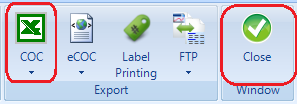 COC
eCOC
Label
Printing
FTP
Close
Export
Window